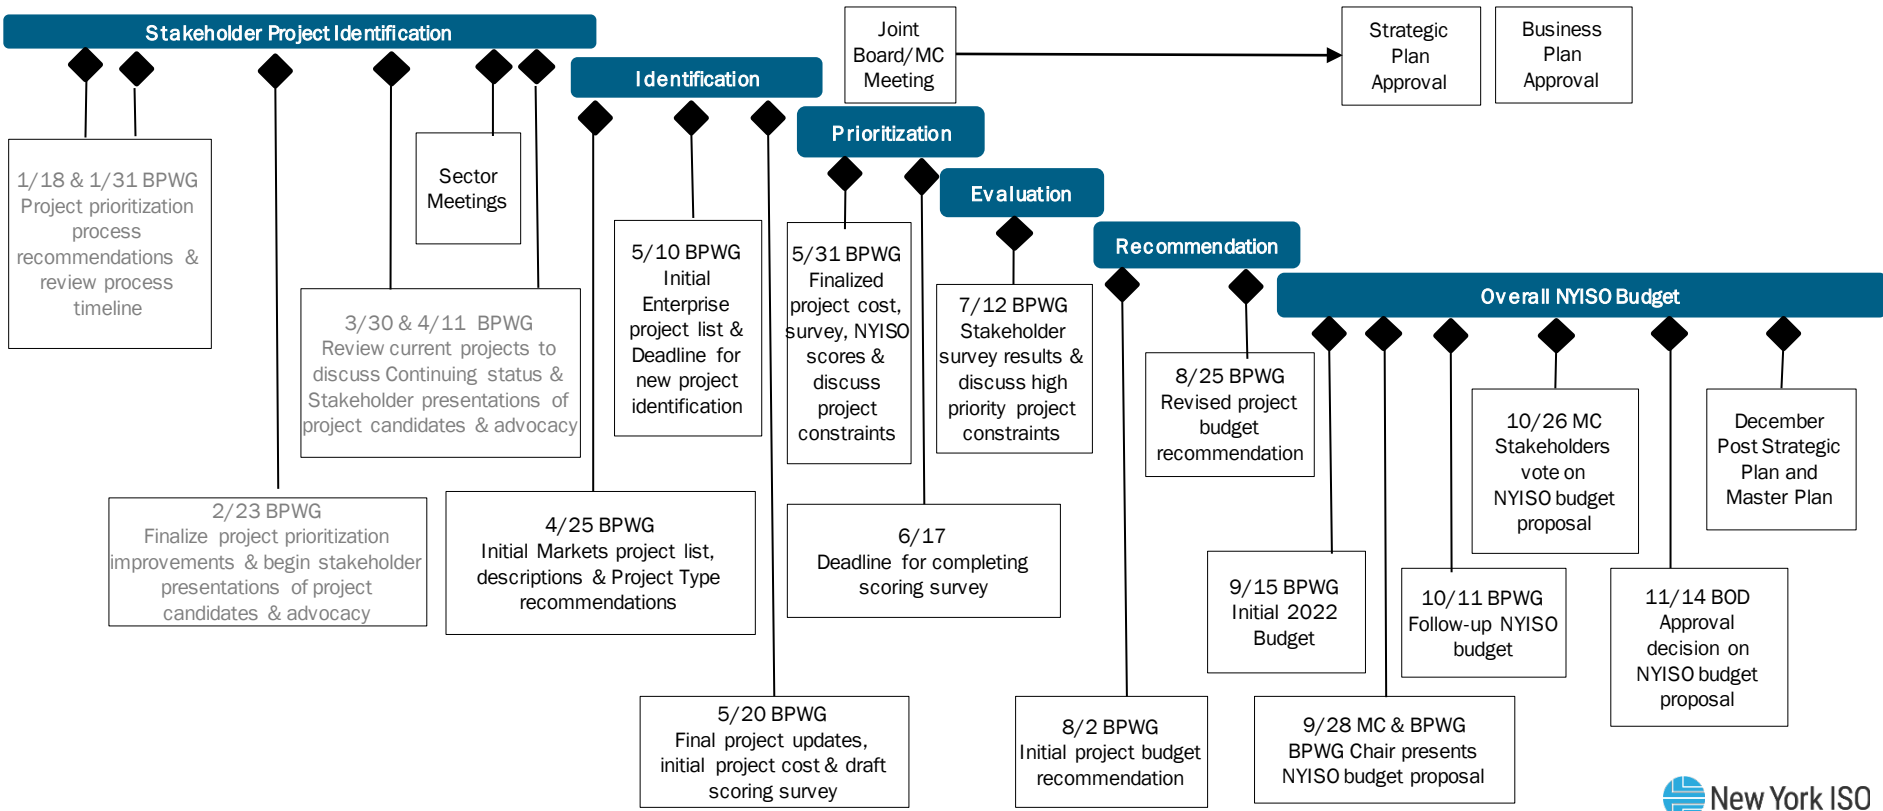 Stakeholder Project Identification
Identification
Joint
Board/MC
Meeting
Strategic
Plan
Approval
Business
Plan
Approval
Prioritization
Evaluation
Recommendation
Overall NYISO Budget
1/18 & 1/31 BPWG
Project prioritization
process
recommendations &
review process
timeline
2/23 BPWG
Finalize project prioritization
improvements & begin stakeholder
presentations of project
candidates & advocacy
3/30 & 4/11 BPWG
Review current projects to
discuss Continuing status &
Stakeholder presentations of
project candidates & advocacy
Sector
Meetings
4/25 BPWG
Initial Markets project list,
descriptions & Project Type
recommendations
5/10 BPWG
Initial
Enterprise
project list &
Deadline for
new project
identification
5/20 BPWG
Final project updates,
initial project cost & draft
scoring survey
5/31 BPWG
Finalized
project cost,
survey, NYISO
scores &
discuss
project
constraints
6/17
Deadline for completing
scoring survey
7/12 BPWG
Stakeholder
survey results &
discuss high
priority project
constraints
8/2 BPWG
Initial project budget
recommendation
8/25 BPWG
Revised project
budget
recommendation
9/15 BPWG
Initial 2022
Budget
9/28 MC & BPWG
BPWG Chair presents
NYISO budget proposal
10/11 BPWG
Follow-up NYISO
budget
10/26 MC
Stakeholders
vote on
NYISO budget
proposal
11/14 BOD
Approval
decision on
NYISO budget
proposal
December
Post Strategic
Plan and
Master Plan
New York ISO